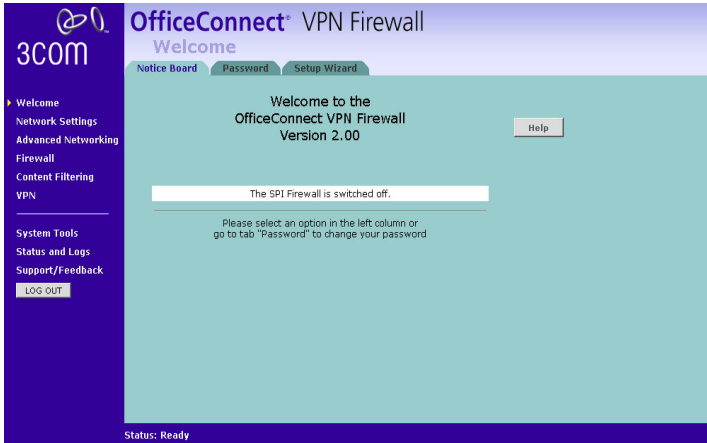 3COM
OfficeConnect® VPN Firewall
Welcome
Notice Board
Password
Setup Wizard
Welcome
Network Settings
Advanced Networking
Firewall
Content Filtering
VPN
System Tools
Status and Logs
Support/Feedback
LOG OUT
Welcome to the
OfficeConnect VPN Firewall
Version 2.00
Help
The SPI Firewall is switched off.
Please select an option in the left column or
go to tab "Password" to change your password
Status: Ready